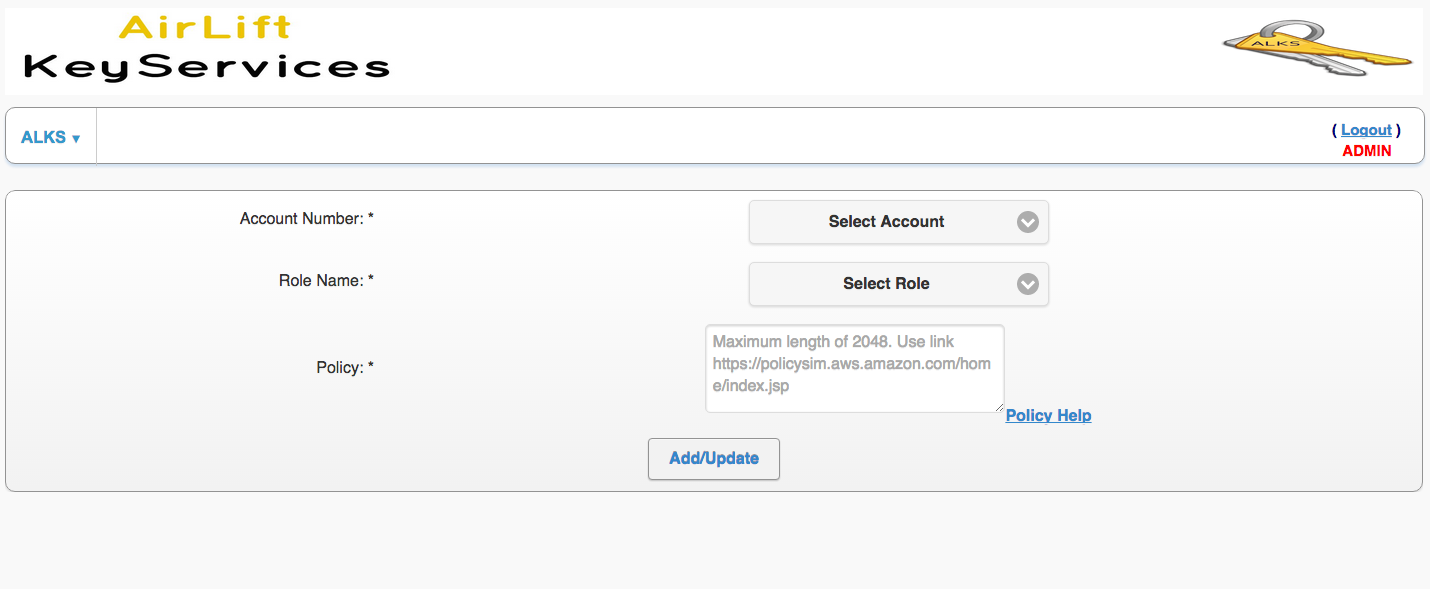 AirLift
KeyServices
ALKS
ALKS ▼
( Logout )
ADMIN
Account Number: *
Select Account
Role Name: *
Select Role
Policy: *
Maximum length of 2048. Use link
https://policysim.aws.amazon.com/hom
e/index.jsp
Policy Help
Add/Update